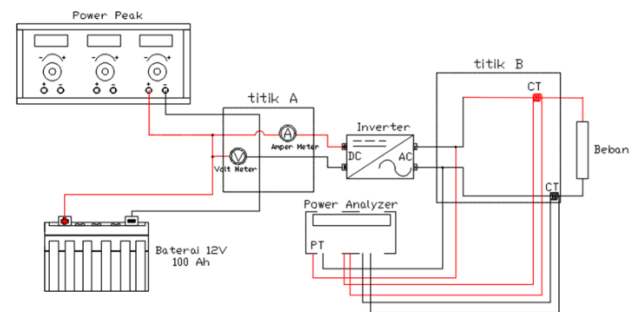 Power Peak
- + - + - +
+ - + - + -
titik A
titik B
CT
A
Amper Meter
Inverter
V
Volt Meter
DC
AC
Beban
CT
Power Analyzer
PT
Baterai 12V
100 Ah